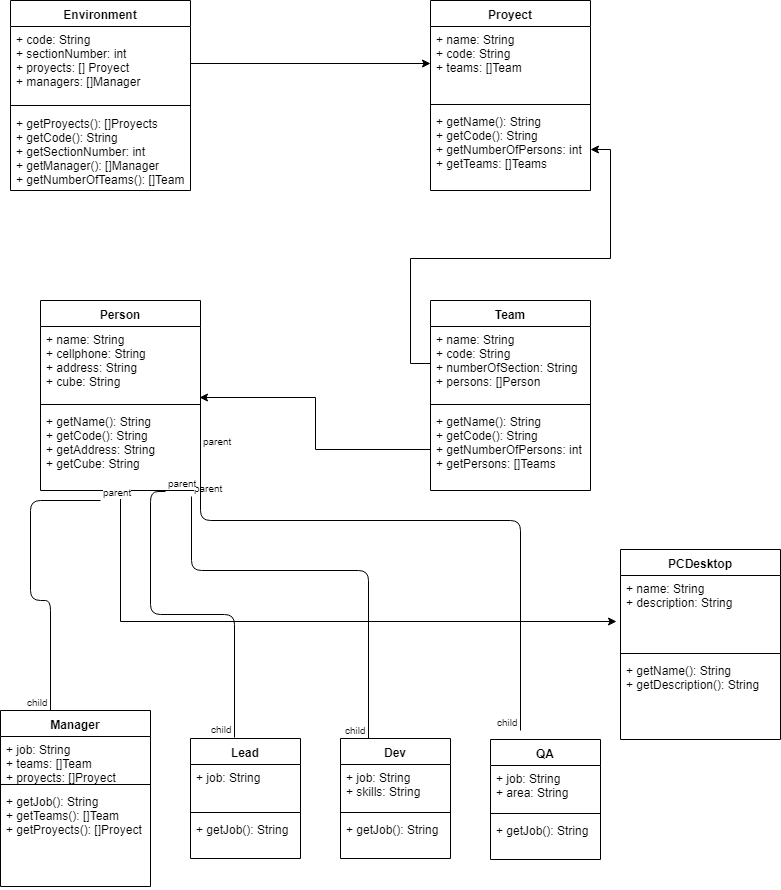 Environment
+ code: String
+ sectionNumber: int
+ proyects: [] Proyect
+ managers: []Manager
+ getProyects(): []Proyects
+ getCode(): String
+ getSectionNumber: int
+ getManager(): []Manager
+ getNumberOfTeams(): []Team
Proyect
+ name: String
+ code: String
+ teams: []Team
+ getName(): String
+ getCode(): String
+ getNumberOfPersons: int
+ getTeams: []Teams
Person
+ name: String
+ cellphone: String
+ address: String
+ cube: String
+ getName(): String
+ getCode(): String
+ getAddress: String
+ getCube: String
Team
+ name: String
+ code: String
+ numberOfSection: String
+ persons: []Person
+ getName(): String
+ getCode(): String
+ getNumberOfPersons: int
+ getPersons: []Teams
parent
parent
parent
parent
PCDesktop
+ name: String
+ description: String
+ getName(): String
+ getDescription(): String
child
child
child
child
Manager
+ job: String
+ teams: []Team
+ proyects: []Proyect
+ getJob(): String
+ getTeams(): []Team
+ getProyects(): []Proyect
Lead
+ job: String
+ getJob(): String
Dev
+ job: String
+ skills: String
+ getJob(): String
QA
+ job: String
+ area: String
+ getJob(): String